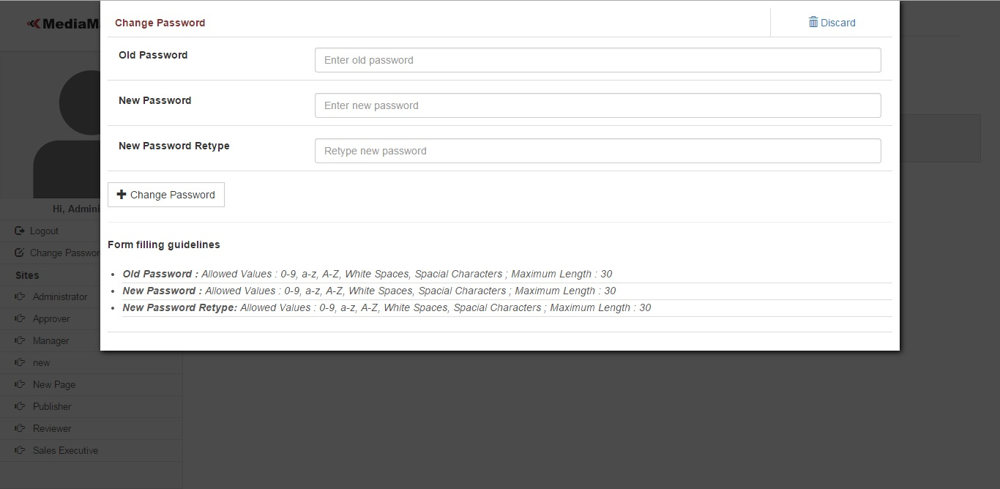 MediaMa
Change Password
Discard
Old Password
Enter old password
New Password
Enter new password
New Password Retype
Retype new password
Change Password
Form filling guidelines
Old Password : Allowed Values : 0-9, a-z, A-Z, White Spaces, Spacial Characters ; Maximum Length : 30
New Password : Allowed Values : 0-9, a-z, A-Z, White Spaces, Spacial Characters ; Maximum Length : 30
New Password Retype: Allowed Values : 0-9, a-z, A-Z, White Spaces, Spacial Characters ; Maximum Length : 30
Hi, Admini
Logout
Change Passwor
Sites
Administrator
Approver
Manager
new
New Page
Publisher
Reviewer
Sales Executive